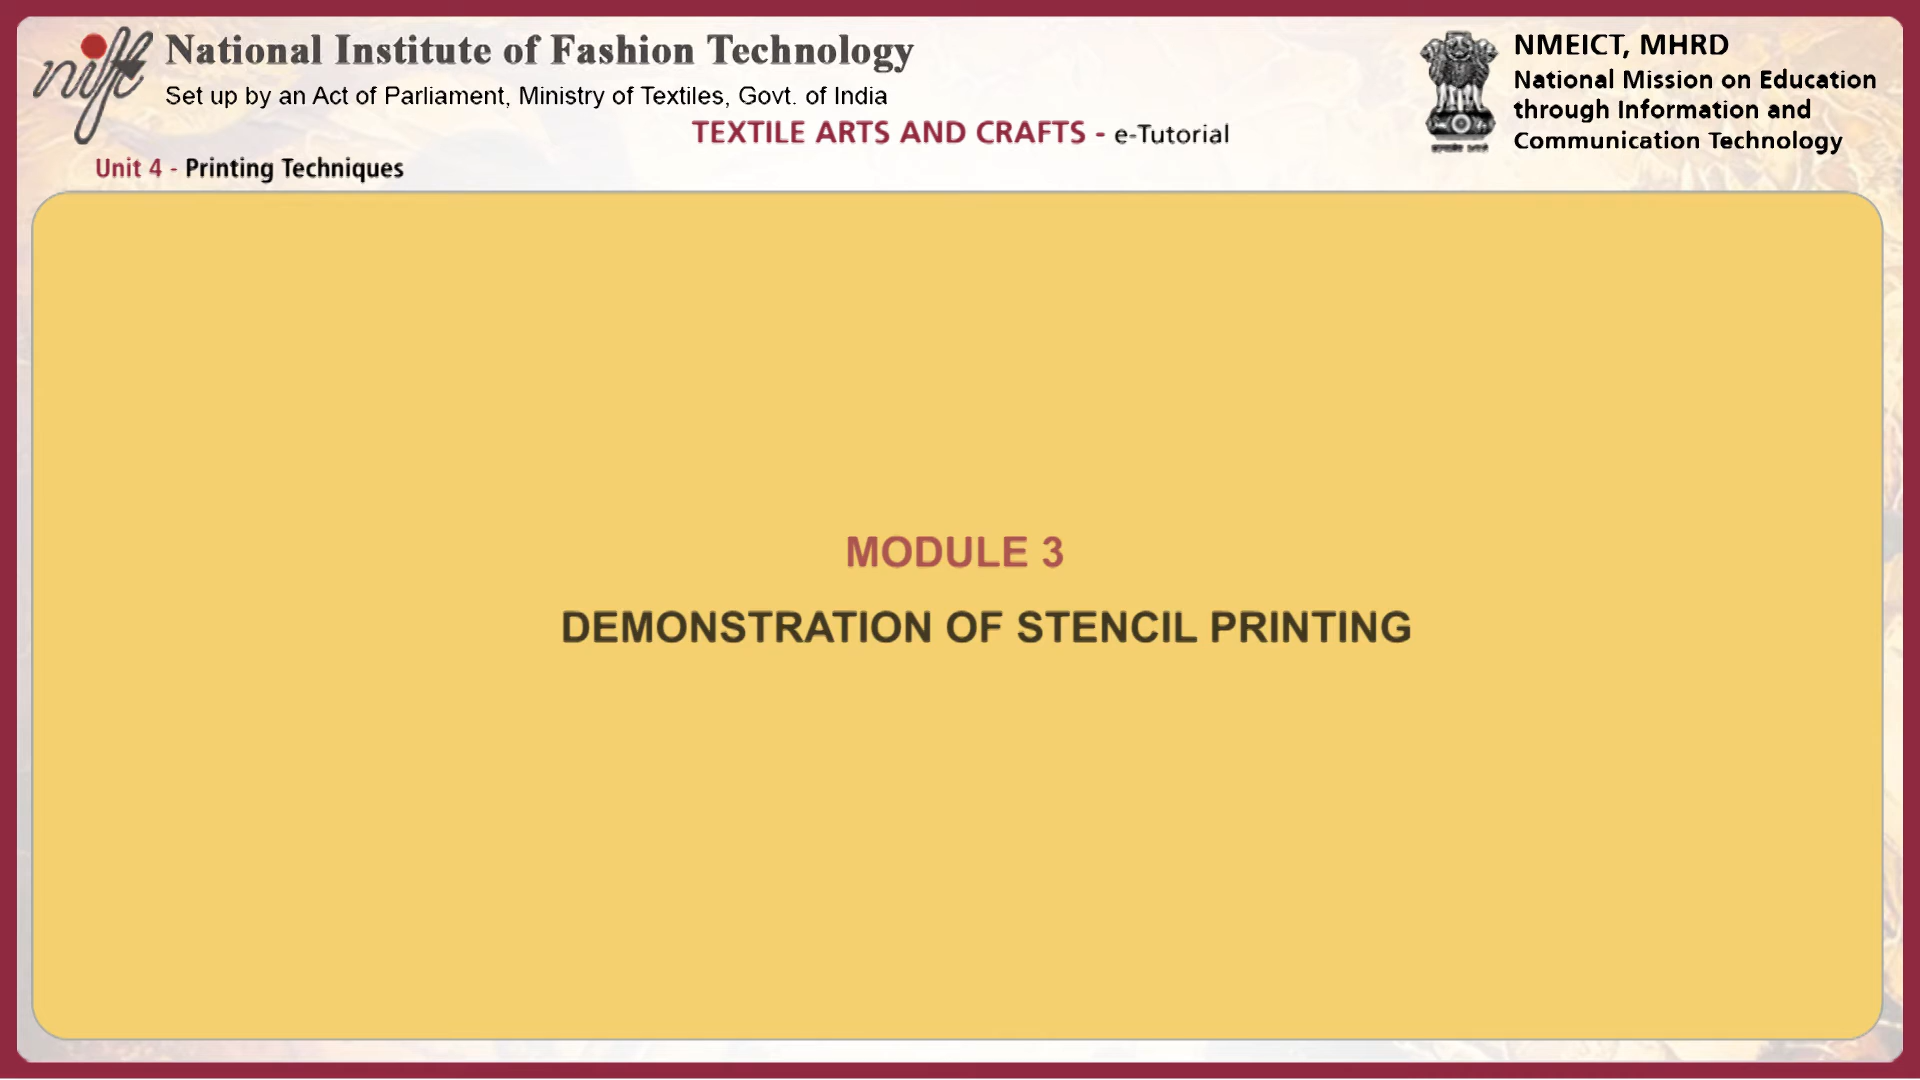 nift
National Institute of Fashion Technology
Set up by an Act of Parliament, Ministry of Textiles, Govt. of India
TEXTILE ARTS AND CRAFTS - e-Tutorial
NMEICT, MHRD
National Mission on Education
through Information and
Communication Technology
Unit 4 - Printing Techniques
MODULE 3
DEMONSTRATION OF STENCIL PRINTING